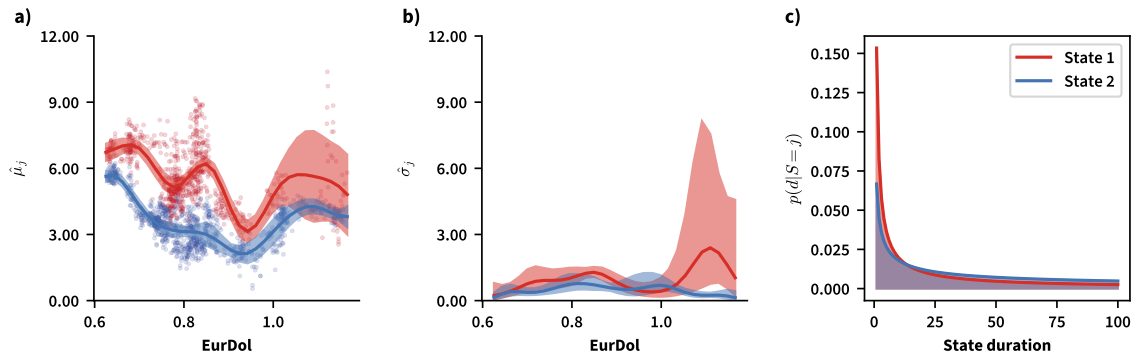 a)
12.00
9.00
6.00
3.00
0.00
μ̂j
0.6
0.8
1.0
EurDol
b)
12.00
9.00
6.00
3.00
0.00
σ̂j
0.6
0.8
1.0
EurDol
c)
0.150
0.125
0.100
0.075
0.050
0.025
0.000
p(d|S = j)
State 1
State 2
0
25
50
75
100
State duration